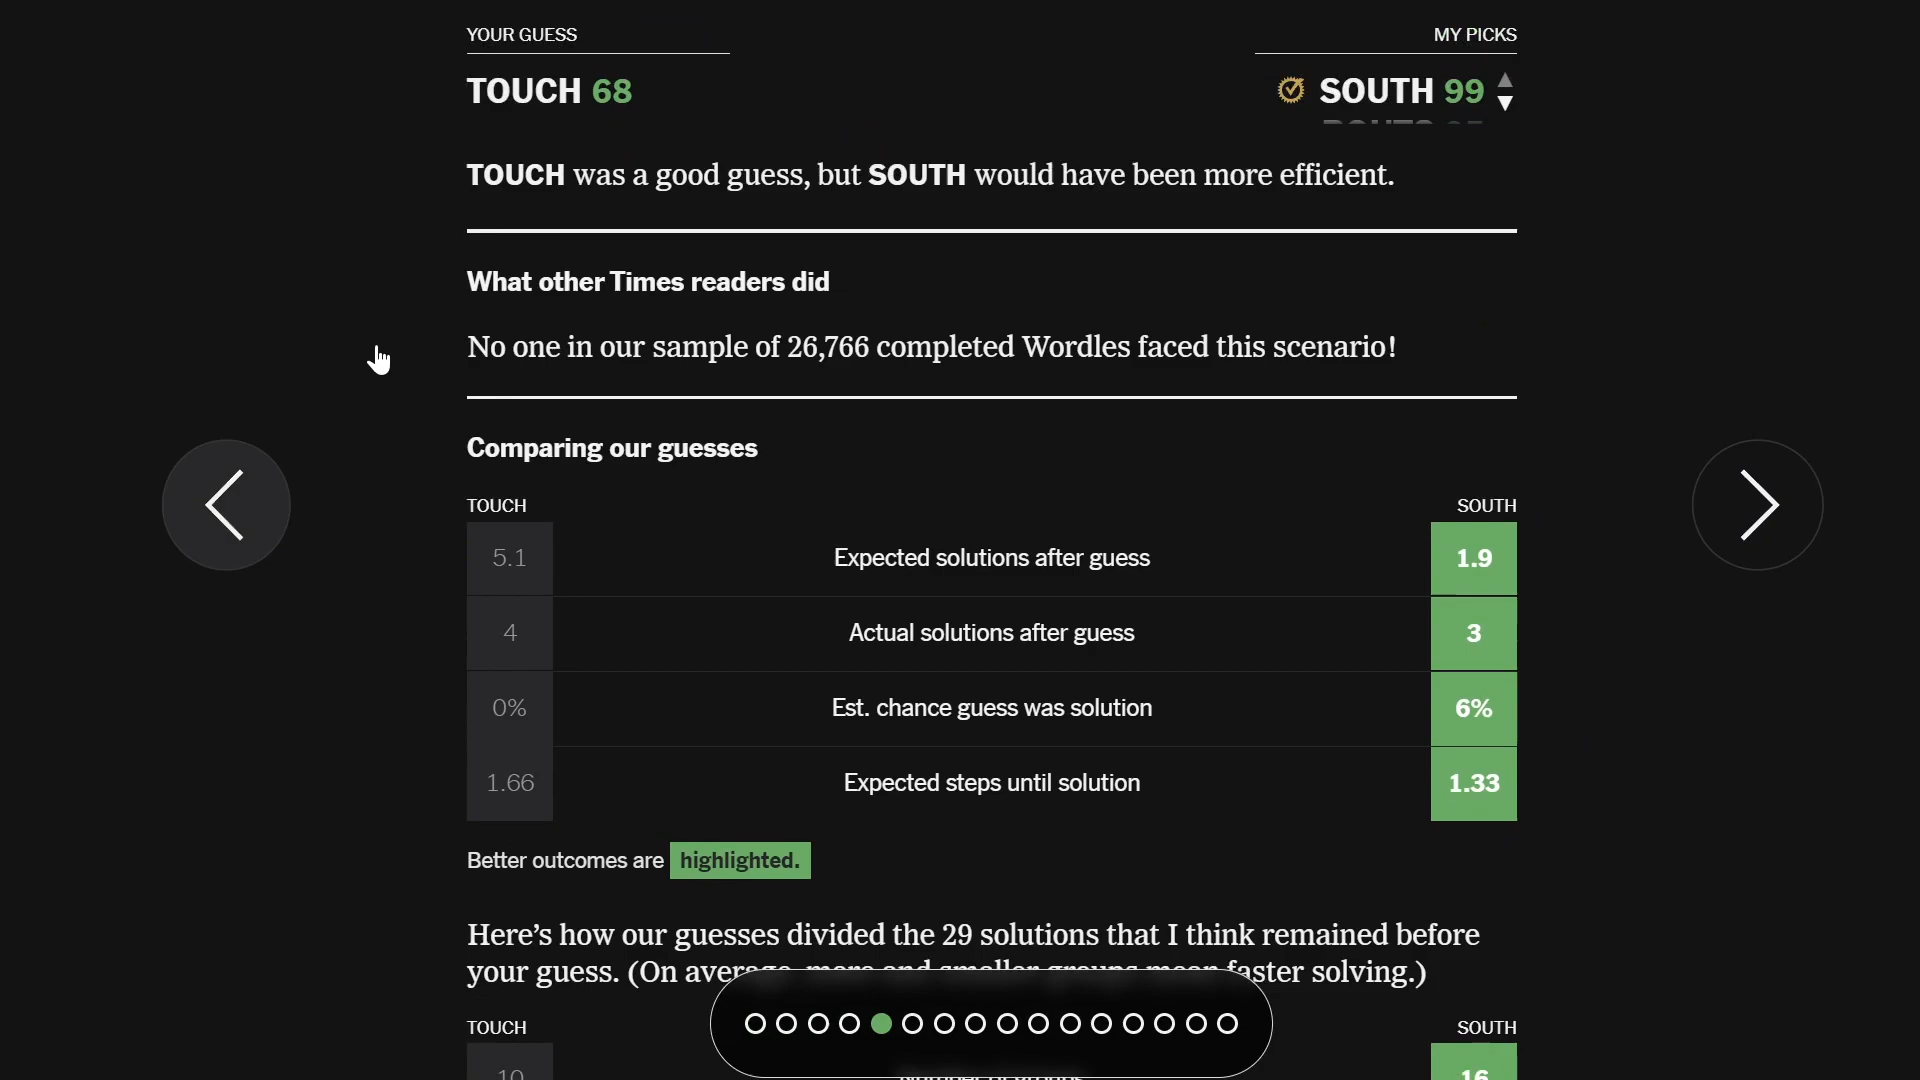 YOUR GUESS
MY PICKS
TOUCH 68
SOUTH 99
TOUCH was a good guess, but SOUTH would have been more efficient.
What other Times readers did
No one in our sample of 26,766 completed Wordles faced this scenario!
Comparing our guesses
TOUCH
SOUTH
5.1 Expected solutions after guess 1.9
4 Actual solutions after guess 3
0% Est. chance guess was solution 6%
1.66 Expected steps until solution 1.33
Better outcomes are highlighted.
Here's how our guesses divided the 29 solutions that I think remained before
your guess. (On average, more and smaller groups mean faster solving.)
TOUCH
SOUTH
10 16